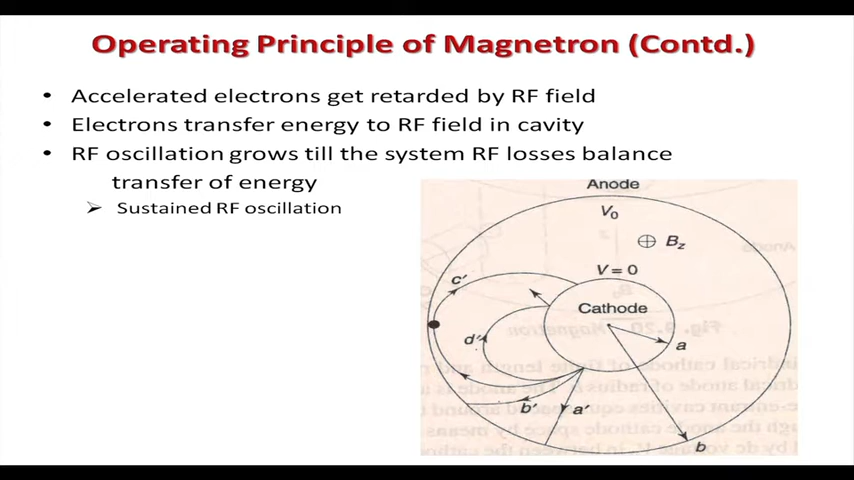 Operating Principle of Magnetron (Contd.)
• Accelerated electrons get retarded by RF field
• Electrons transfer energy to RF field in cavity
• RF oscillation grows till the system RF losses balance
transfer of energy
➢ Sustained RF oscillation
Anode
V₀
⊕ B_z
V = 0
c'
Cathode
d'
a
b'
a'
b